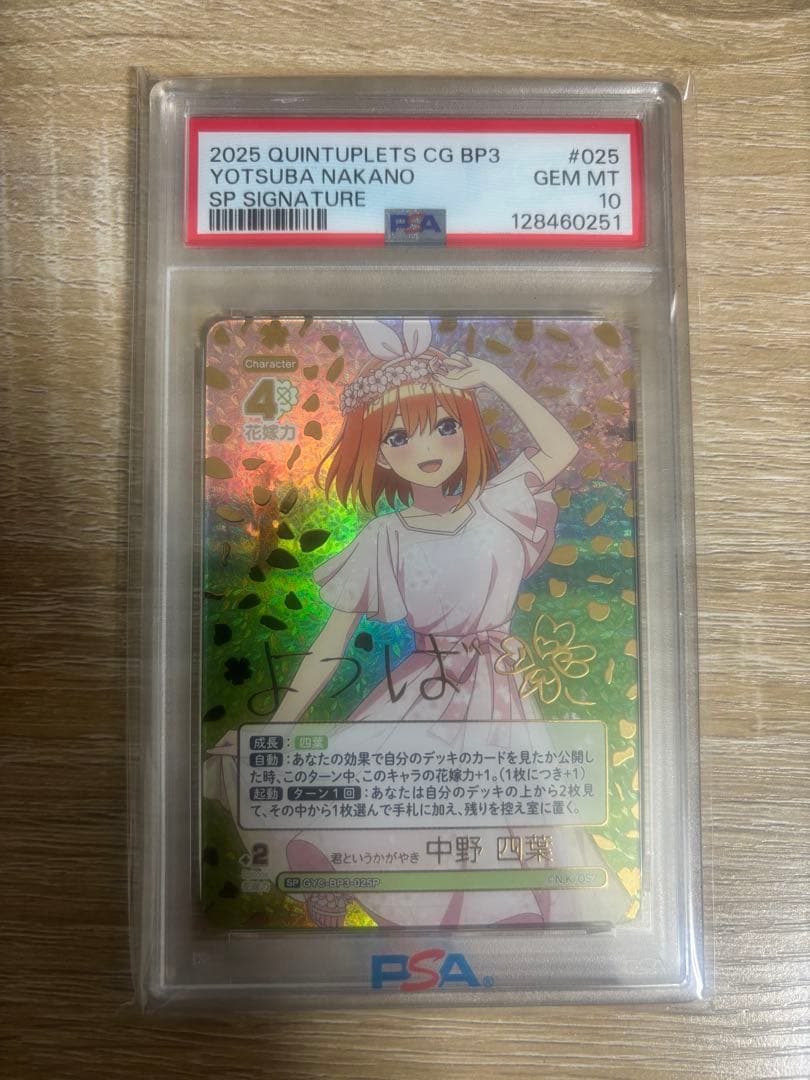 2025 QUINTUPLETS CG BP3 #025
YOTSUBA NAKANO GEM MT
SP SIGNATURE 10
PSA 128460251
Character
4
花嫁力
よつば
成長：四葉
自動：あなたの効果で自分のデッキのカードを見たか公開し
た時、このターン中、このキャラの花嫁力+1。(1枚につき+1)
起動 ターン1回：あなたは自分のデッキの上から2枚見
て、その中から1枚選んで手札に加え、残りを控え室に置く。
+2
君というかがやき 中野 四葉
SP GYC-BP3-025P ©N,K/QSP
PSA®